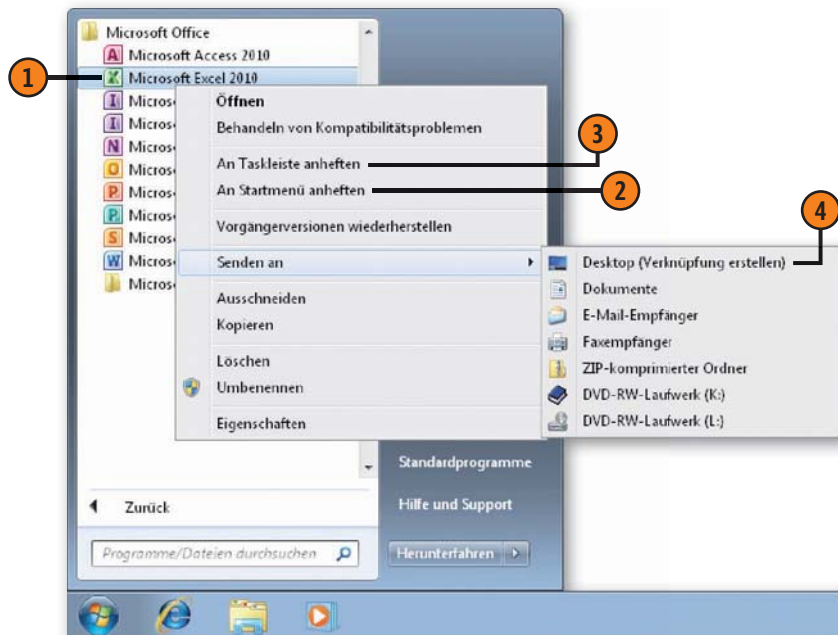 Microsoft Office
Microsoft Access 2010
1
Microsoft Excel 2010
Öffnen
Behandeln von Kompatibilitätsproblemen
3
An Taskleiste anheften
An Startmenü anheften
2
Vorgängerversionen wiederherstellen
4
Senden an
Desktop (Verknüpfung erstellen)
Dokumente
E-Mail-Empfänger
Faxempfänger
ZIP-komprimierter Ordner
DVD-RW-Laufwerk (K:)
DVD-RW-Laufwerk (L:)
Ausschneiden
Kopieren
Löschen
Umbenennen
Eigenschaften
Standardprogramme
Hilfe und Support
Zurück
Programme/Dateien durchsuchen
Herunterfahren